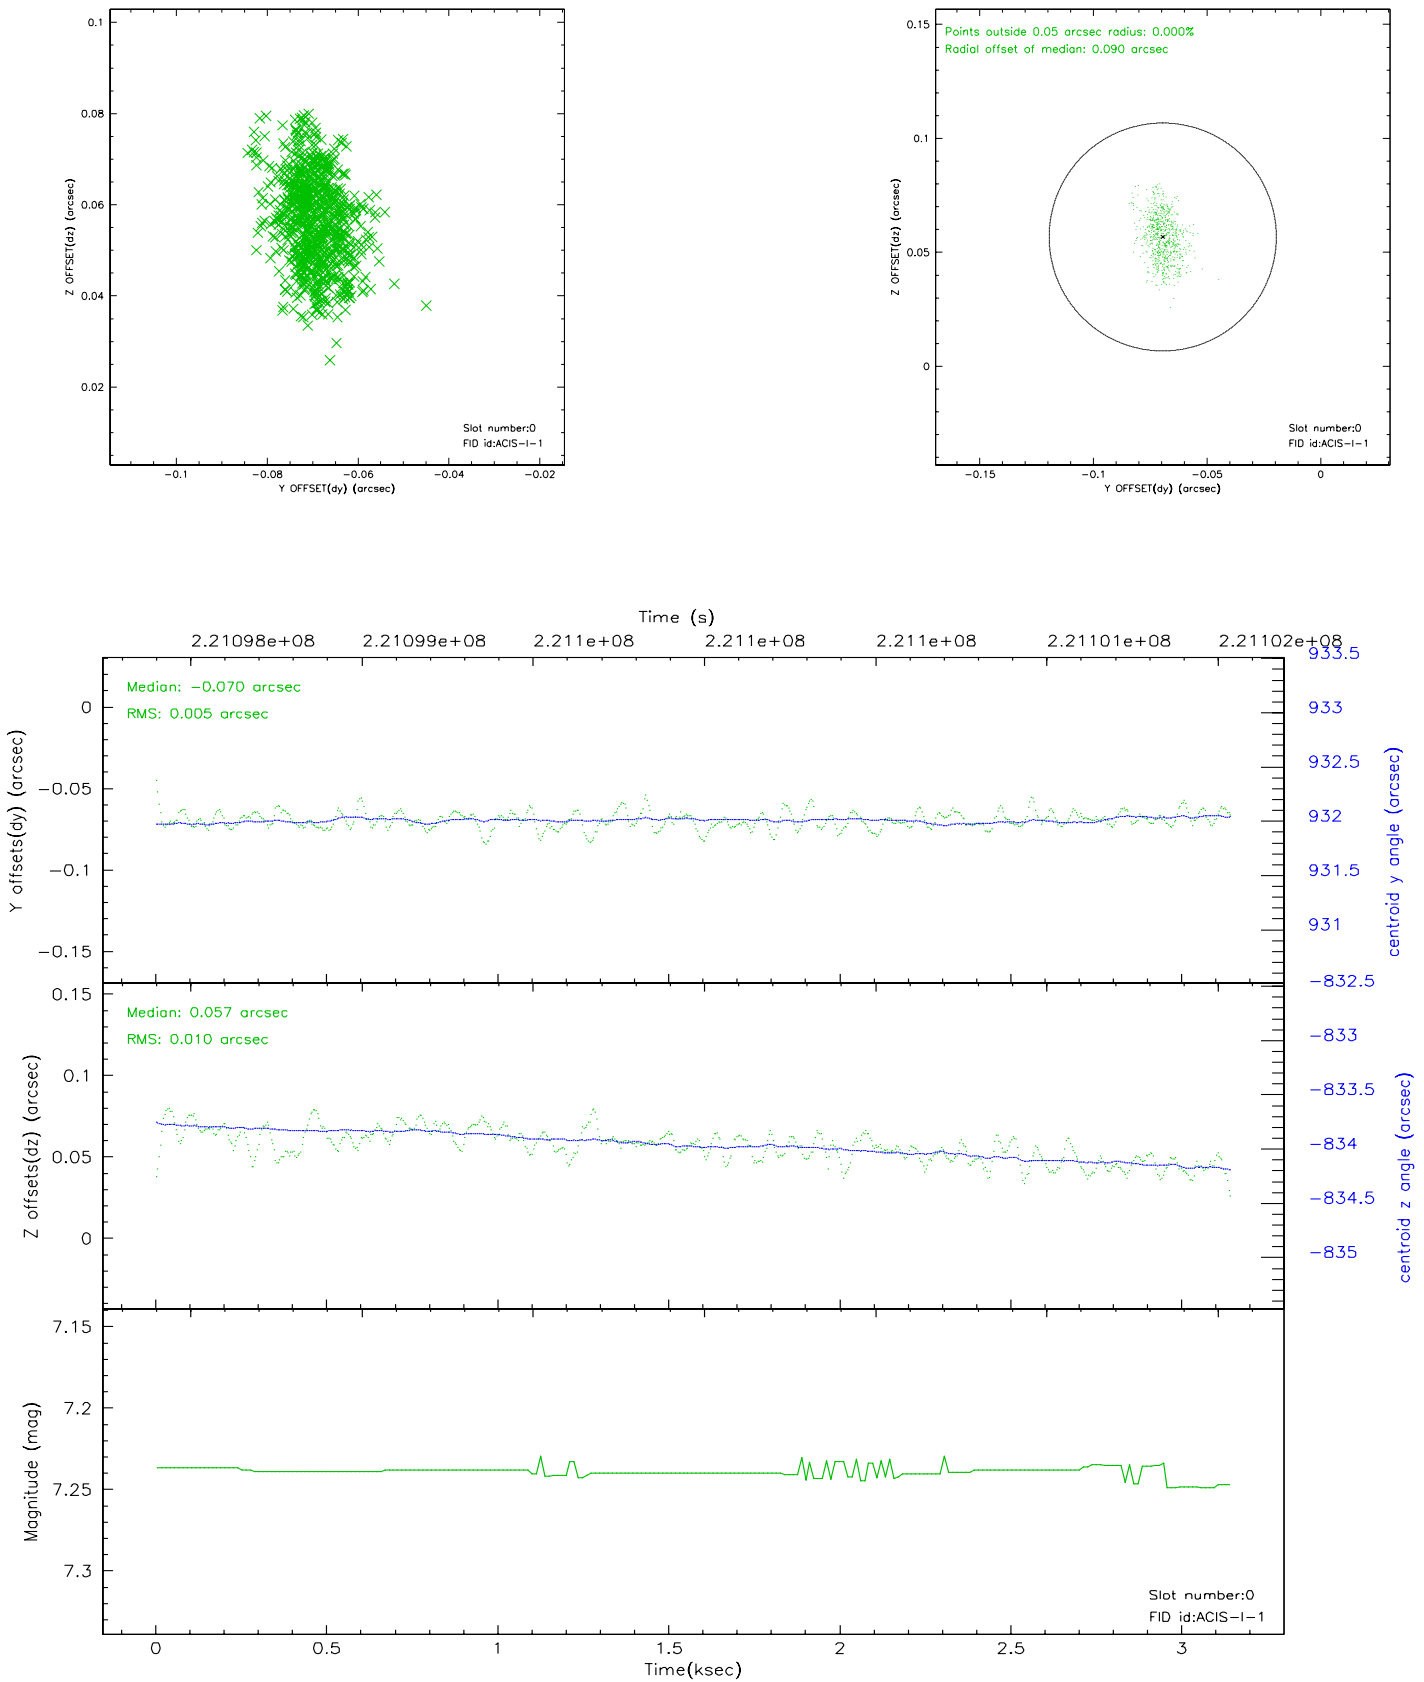 0.1
0.08
0.06
0.04
0.02
Z OFFSET(dz) (arcsec)
Slot number:0
FID id:ACIS-I-1
-0.1
-0.08
-0.06
-0.04
-0.02
Y OFFSET(dy) (arcsec)
Points outside 0.05 arcsec radius: 0.000%
Radial offset of median: 0.090 arcsec
0.15
0.1
0.05
0
Z OFFSET(dz) (arcsec)
Slot number:0
FID id:ACIS-I-1
-0.15
-0.1
-0.05
0
Y OFFSET(dy) (arcsec)
Time (s)
2.21098e+08
2.21099e+08
2.211e+08
2.211e+08
2.211e+08
2.21101e+08
2.21102e+08
Median: -0.070 arcsec
RMS: 0.005 arcsec
0
-0.05
-0.1
-0.15
Y offsets(dy) (arcsec)
933.5
933
932.5
932
931.5
931
centroid y angle (arcsec)
Median: 0.057 arcsec
RMS: 0.010 arcsec
0.15
0.1
0.05
0
Z offsets(dz) (arcsec)
-832.5
-833
-833.5
-834
-834.5
-835
centroid z angle (arcsec)
7.15
7.2
7.25
7.3
Magnitude (mag)
Slot number:0
FID id:ACIS-I-1
0
0.5
1
1.5
2
2.5
3
Time(ksec)